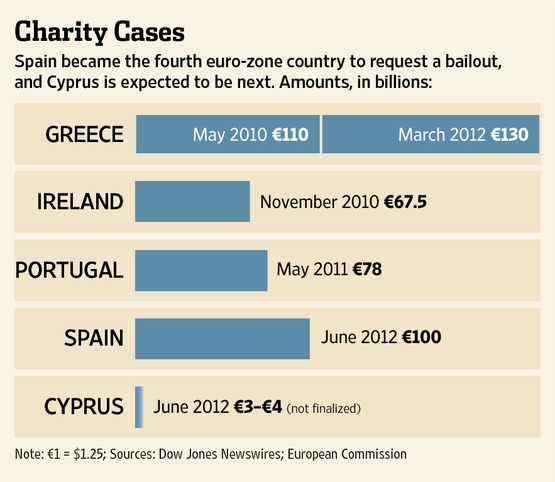 Charity Cases
Spain became the fourth euro-zone country to request a bailout,
and Cyprus is expected to be next. Amounts, in billions:
GREECE May 2010 €110 March 2012 €130
IRELAND November 2010 €67.5
PORTUGAL May 2011 €78
SPAIN June 2012 €100
CYPRUS June 2012 €3–€4 (not finalized)
Note: €1 = $1.25; Sources: Dow Jones Newswires; European Commission